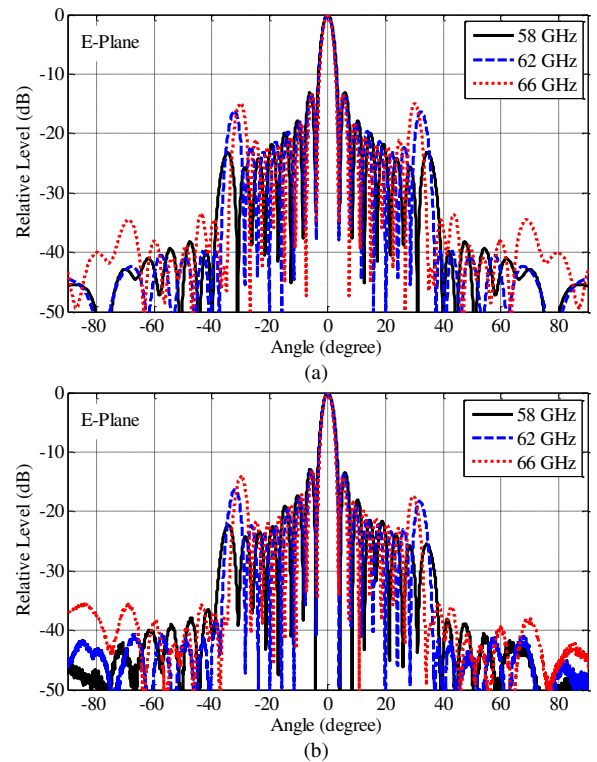 E-Plane
58 GHz
62 GHz
66 GHz
0
-10
-20
-30
-40
-50
Relative Level (dB)
-80 -60 -40 -20 0 20 40 60 80
Angle (degree)
(a)
E-Plane
58 GHz
62 GHz
66 GHz
0
-10
-20
-30
-40
-50
Relative Level (dB)
-80 -60 -40 -20 0 20 40 60 80
Angle (degree)
(b)